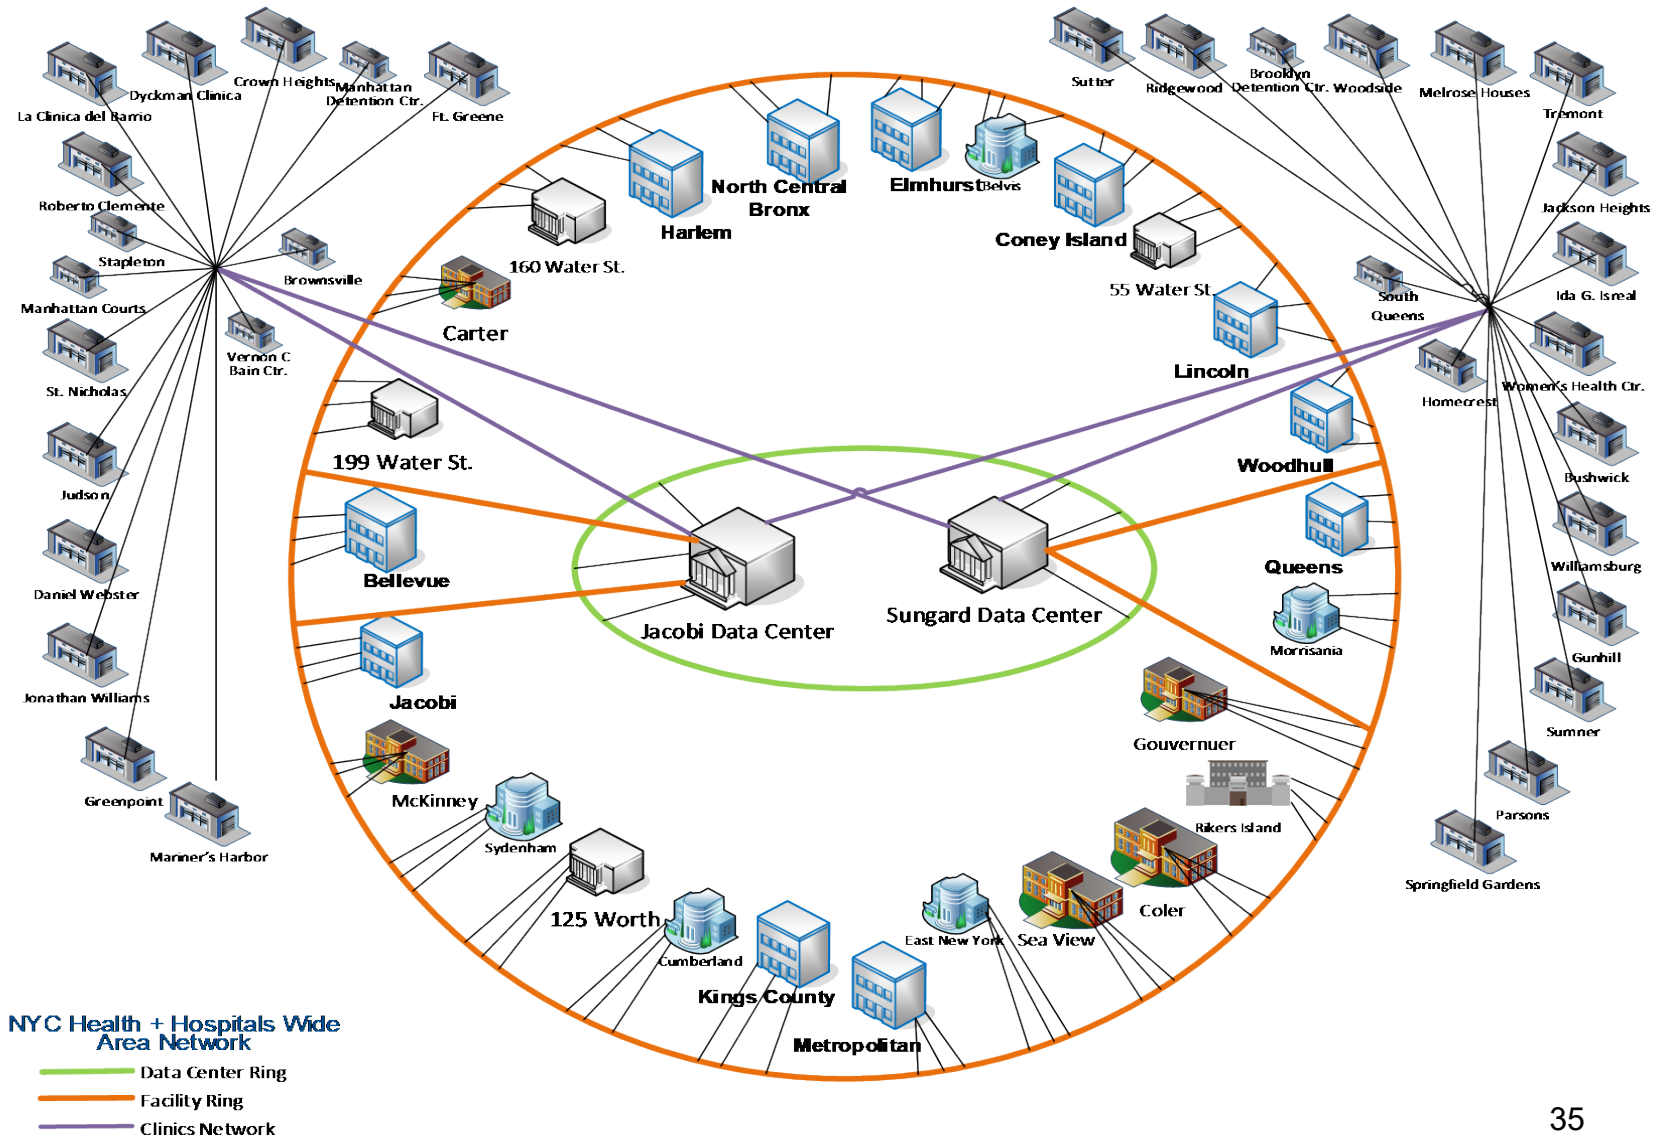 La Clinica del Barrio
Dyckman Clinica
Crown Heights
Manhattan
Detention Ctr.
Ft. Greene
Roberto Clemente
Stapleton
Manhattan Courts
St. Nicholas
Judson
Daniel Webster
Jonathan Williams
Greenpoint
Mariner's Harbor
Brownsville
Vernon C
Bain Ctr.
Sutter
Ridgewood
Brooklyn
Detention Ctr.
Woodside
Melrose Houses
Tremont
Jackson Heights
Ida G. Isreal
South
Queens
Homecrest
Women's Health Ctr.
Bushwick
Williamsburg
Gunhill
Sumner
Parsons
Springfield Gardens
North Central
Bronx
Elmhurst
Belvis
Harlem
Coney Island
160 Water St.
55 Water St.
Carter
Lincoln
199 Water St.
Woodhull
Bellevue
Queens
Jacobi Data Center
Sungard Data Center
Morrisania
Jacobi
Gouvernuer
McKinney
Rikers Island
Sydenham
125 Worth
Coler
Cumberland
East New York
Sea View
Kings County
Metropolitan
NYC Health + Hospitals Wide
Area Network
Data Center Ring
Facility Ring
Clinics Network
35